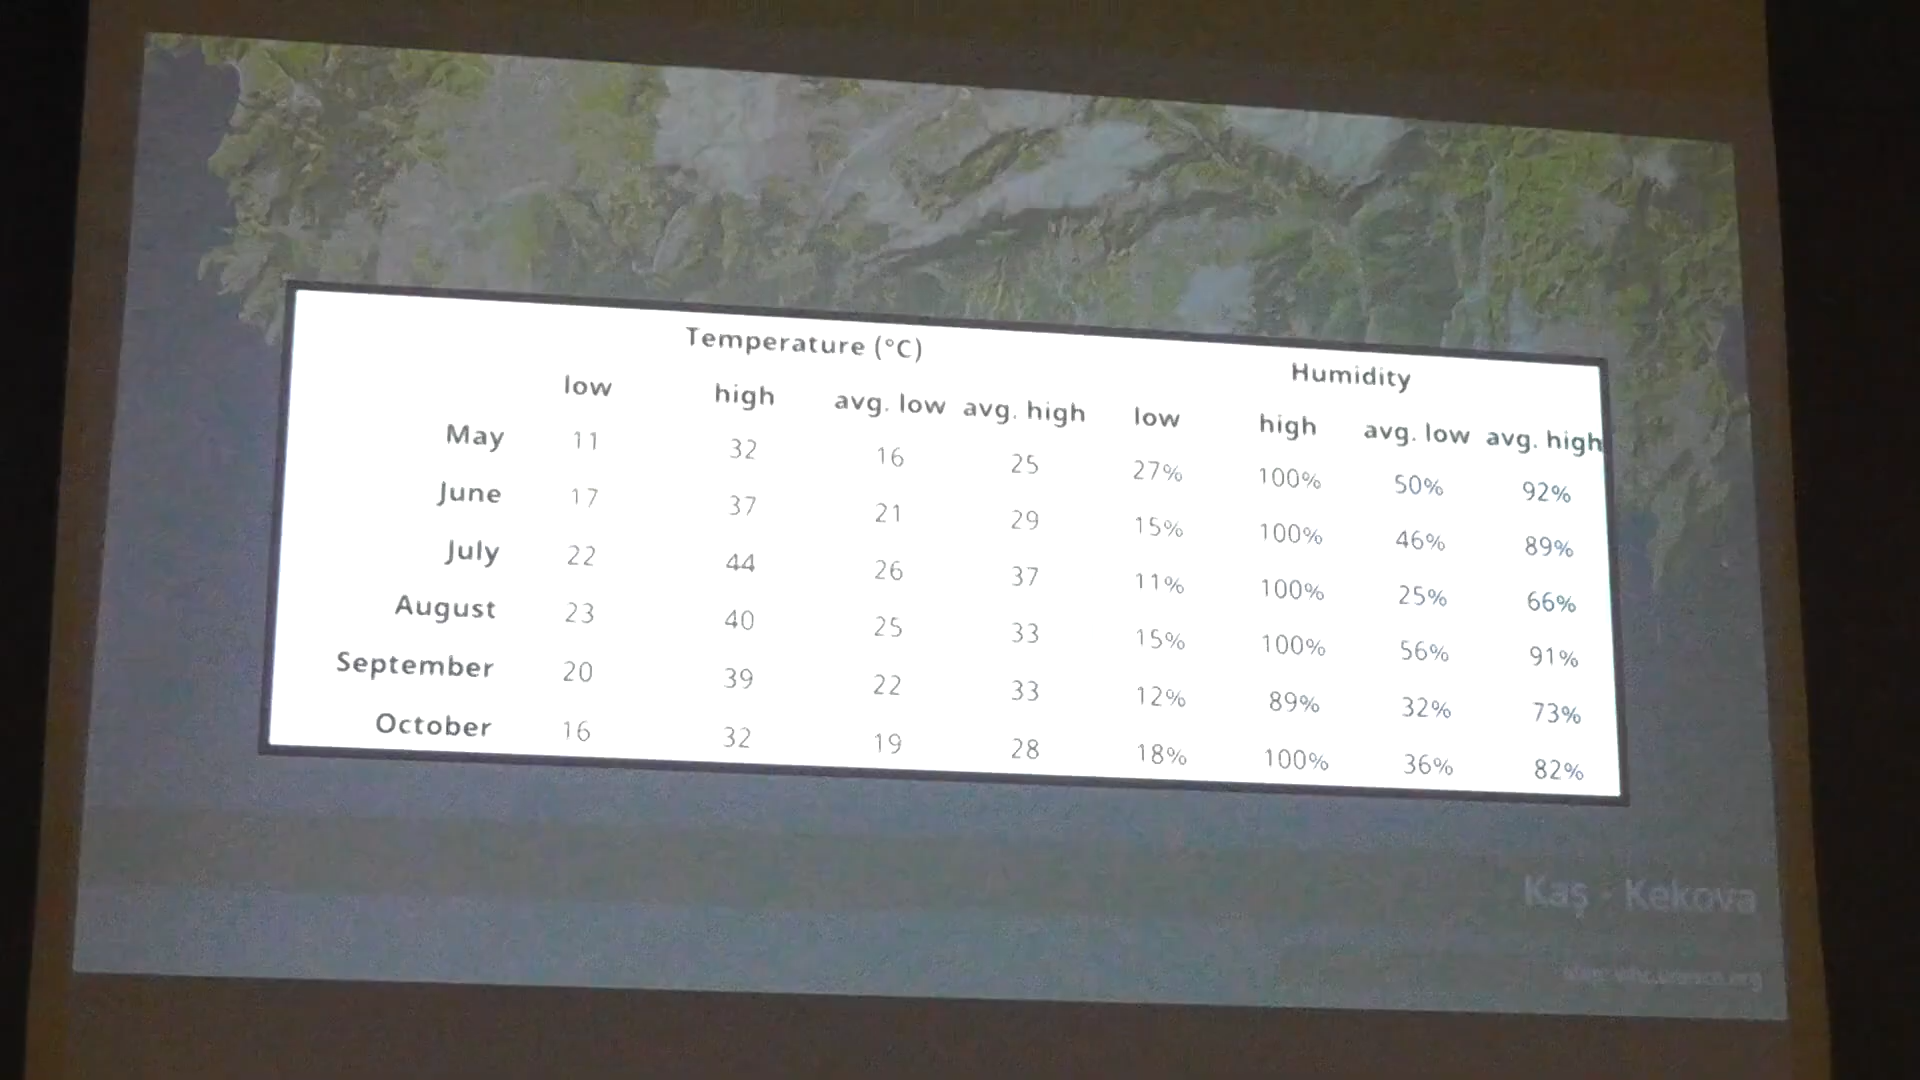 Temperature (°C) Humidity
low high avg. low avg. high low high avg. low avg. high
May 11 32 16 25 27% 100% 50% 92%
June 17 37 21 29 15% 100% 46% 89%
July 22 44 26 37 11% 100% 25% 66%
August 23 40 25 33 15% 100% 56% 91%
September 20 39 22 33 12% 89% 32% 73%
October 16 32 19 28 18% 100% 36% 82%
Kaş - Kekova